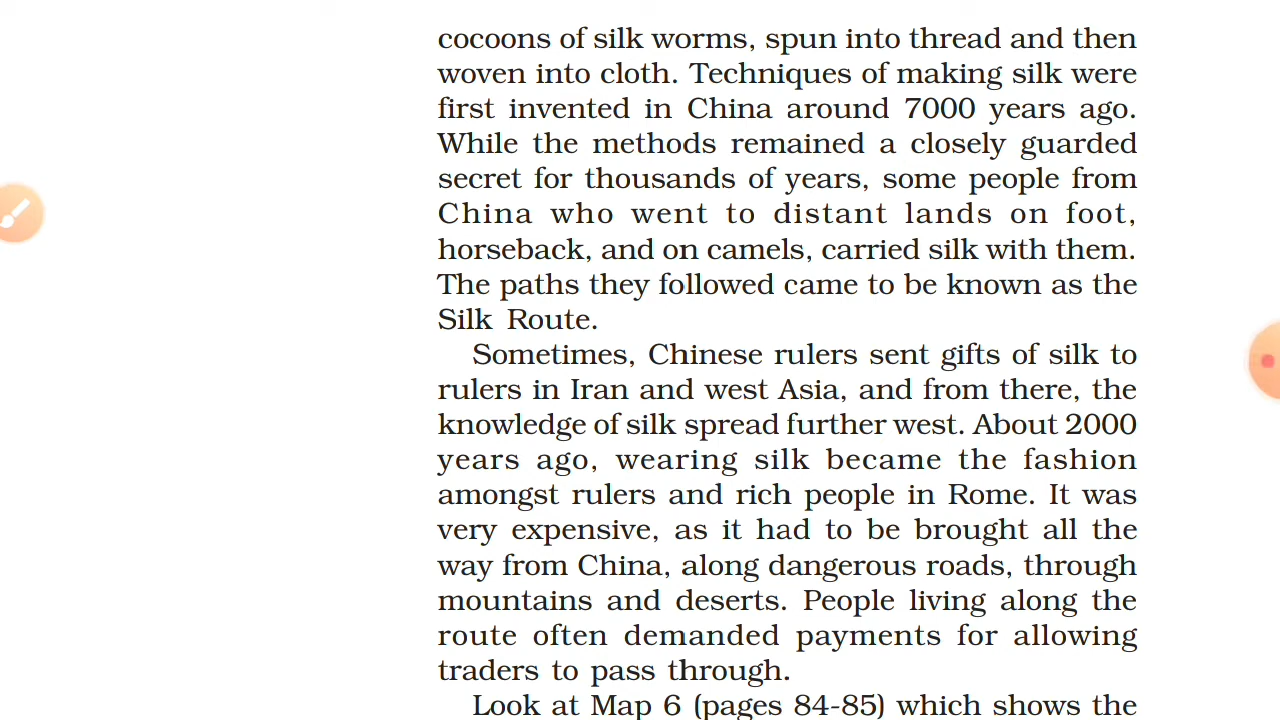 cocoons of silk worms, spun into thread and then
woven into cloth. Techniques of making silk were
first invented in China around 7000 years ago.
While the methods remained a closely guarded
secret for thousands of years, some people from
China who went to distant lands on foot,
horseback, and on camels, carried silk with them.
The paths they followed came to be known as the
Silk Route.
Sometimes, Chinese rulers sent gifts of silk to
rulers in Iran and west Asia, and from there, the
knowledge of silk spread further west. About 2000
years ago, wearing silk became the fashion
amongst rulers and rich people in Rome. It was
very expensive, as it had to be brought all the
way from China, along dangerous roads, through
mountains and deserts. People living along the
route often demanded payments for allowing
traders to pass through.
Look at Map 6 (pages 84-85) which shows the